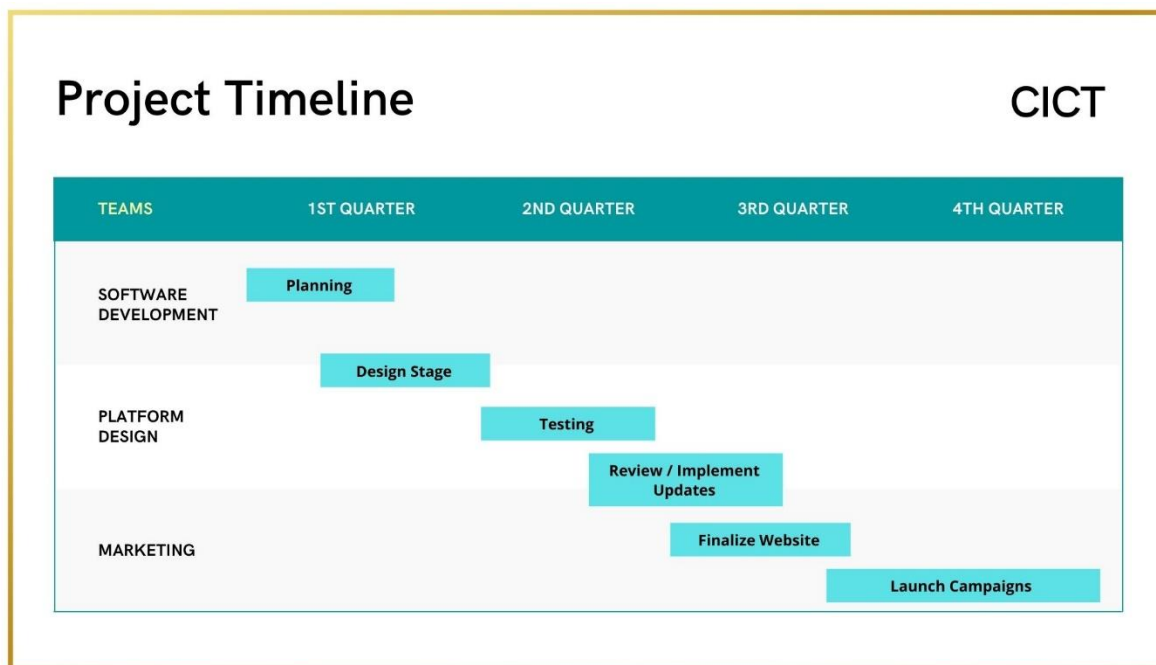 Project Timeline
CICT
TEAMS 1ST QUARTER 2ND QUARTER 3RD QUARTER 4TH QUARTER
Planning
SOFTWARE
DEVELOPMENT
Design Stage
PLATFORM
DESIGN
Testing
Review / Implement
Updates
Finalize Website
MARKETING
Launch Campaigns